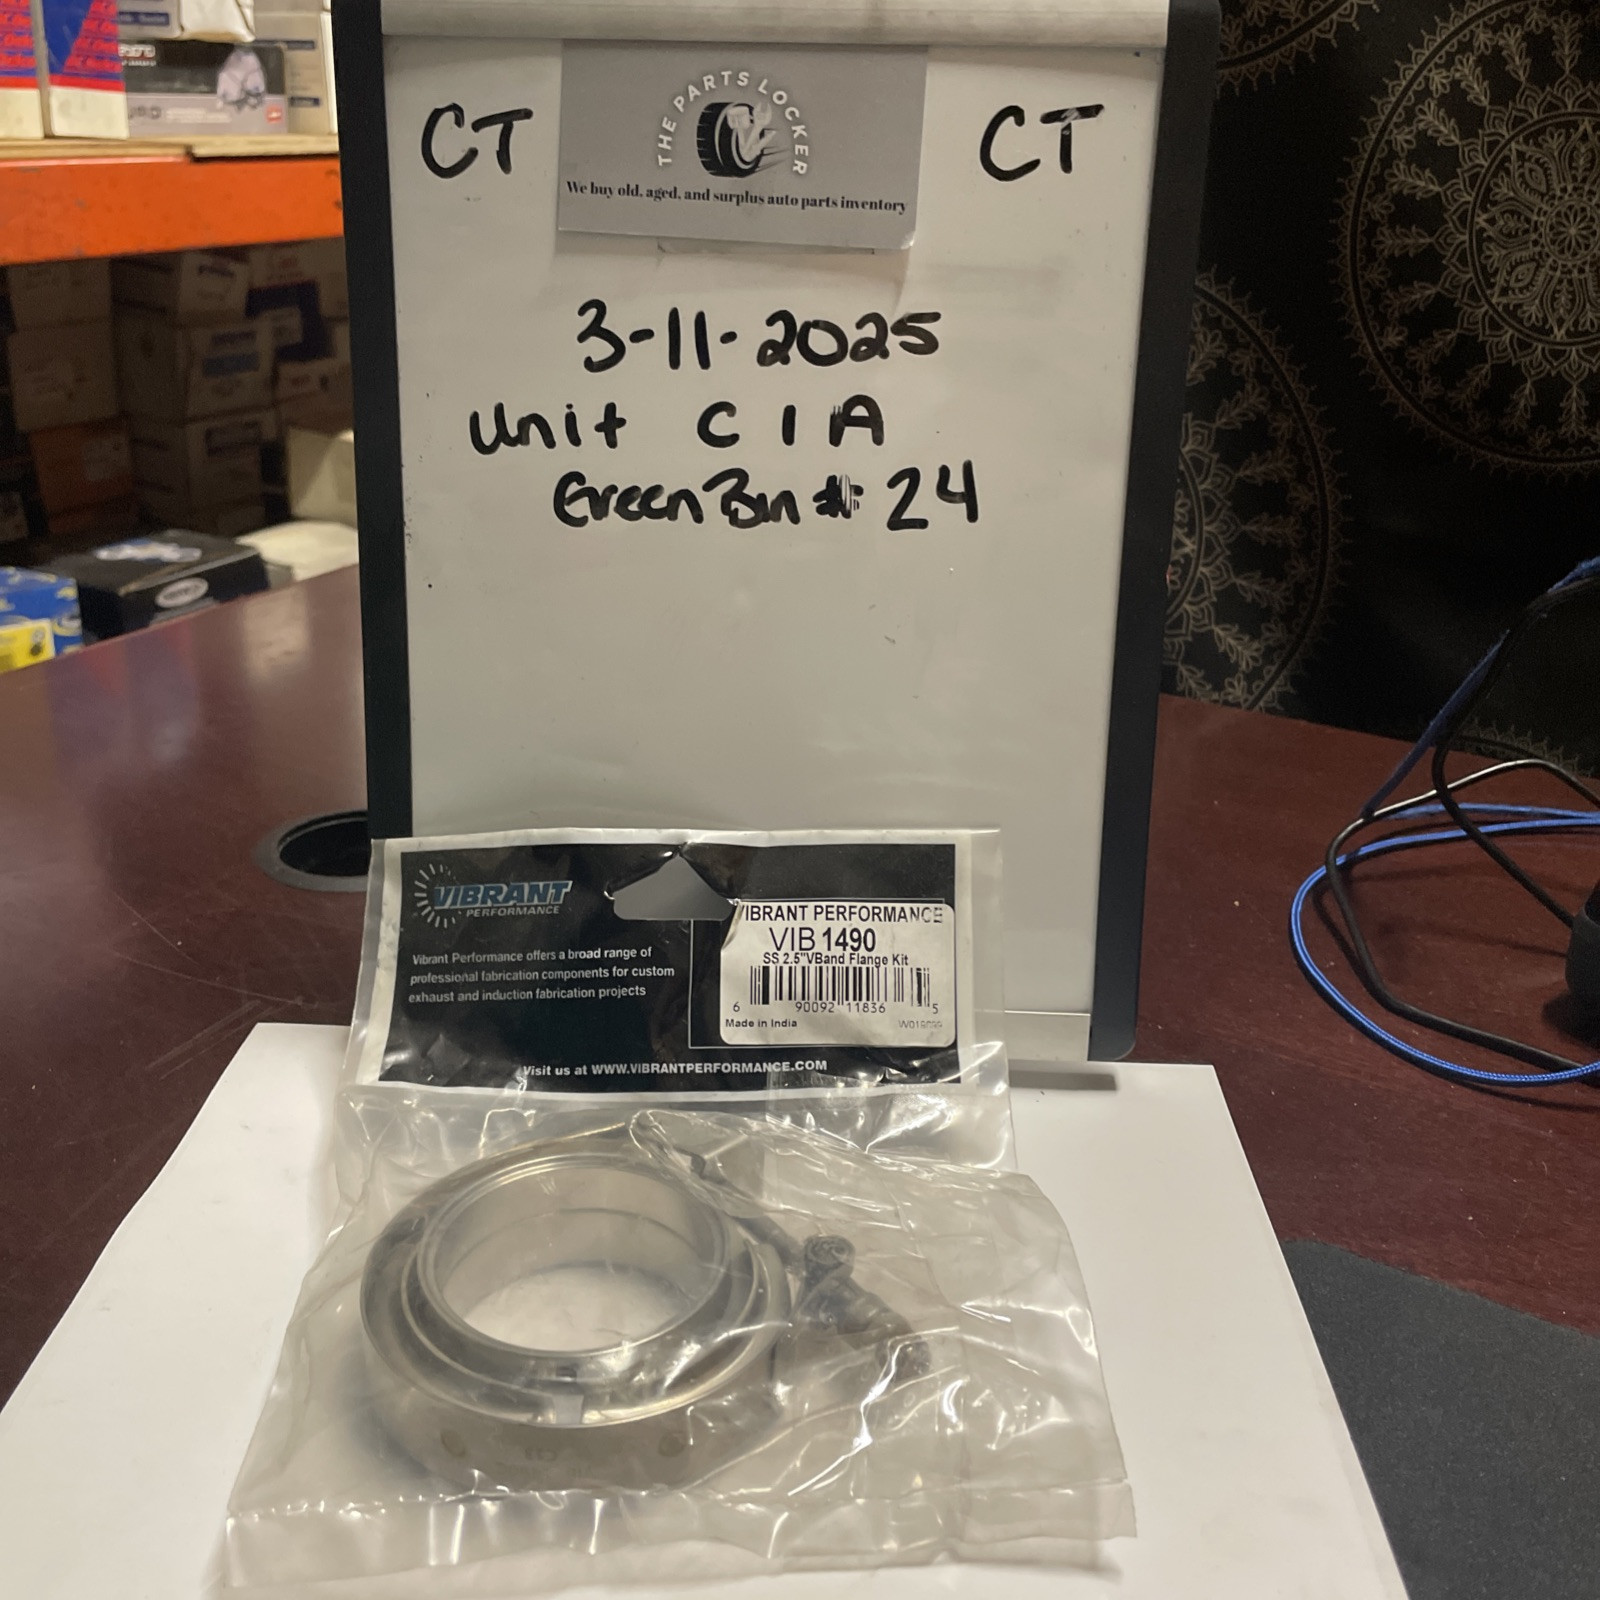 CT
THE PARTS LOCKER
We buy old, aged, and surplus auto parts inventory
CT
3-11-2025
Unit C 1 A
Green Bin # 24
VIBRANT
PERFORMANCE
Vibrant Performance offers a broad range of
professional fabrication components for custom
exhaust and induction fabrication projects
VIBRANT PERFORMANCE
VIB 1490
SS 2.5"VBand Flange Kit
6 90092 11836 5
Made in India
Visit us at WWW.VIBRANTPERFORMANCE.COM